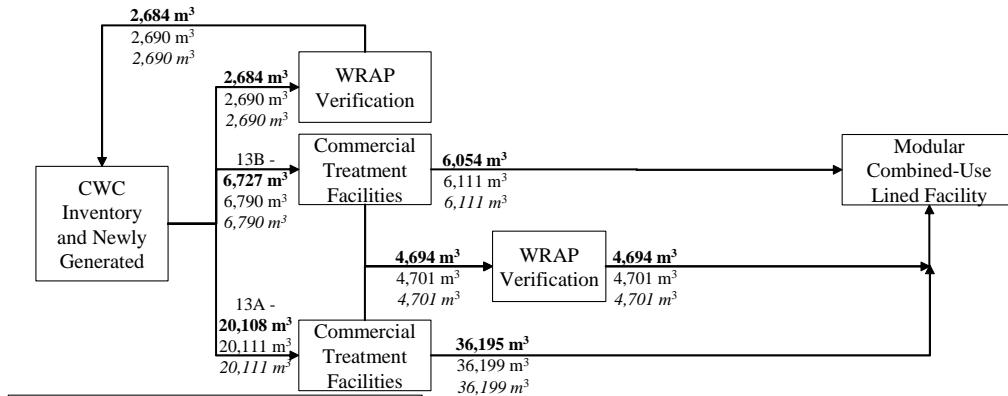 2,684 m³
2,690 m³
2,690 m³
2,684 m³
2,690 m³
2,690 m³
WRAP
Verification
CWC
Inventory
and Newly
Generated
13B -
6,727 m³
6,790 m³
6,790 m³
Commercial
Treatment
Facilities
6,054 m³
6,111 m³
6,111 m³
Modular
Combined-Use
Lined Facility
4,694 m³
4,701 m³
4,701 m³
WRAP
Verification
4,694 m³
4,701 m³
4,701 m³
13A -
20,108 m³
20,111 m³
20,111 m³
Commercial
Treatment
Facilities
36,195 m³
36,199 m³
36,199 m³